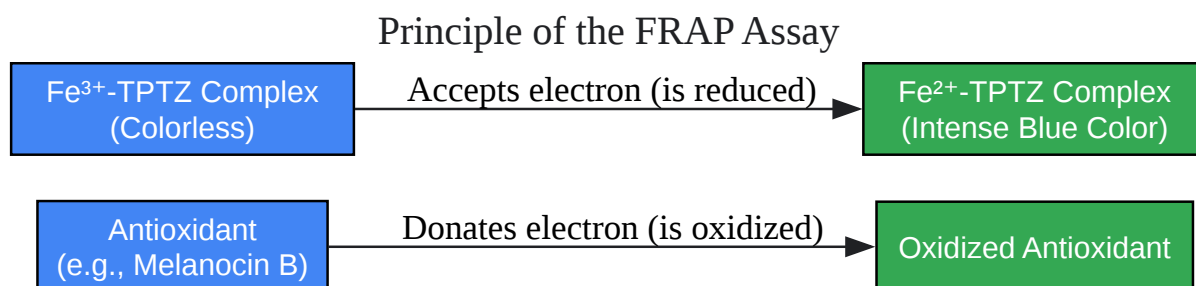 Principle of the FRAP Assay
Fe³⁺-TPTZ Complex
(Colorless)
Accepts electron (is reduced)
Fe²⁺-TPTZ Complex
(Intense Blue Color)
Antioxidant
(e.g., Melanocin B)
Donates electron (is oxidized)
Oxidized Antioxidant